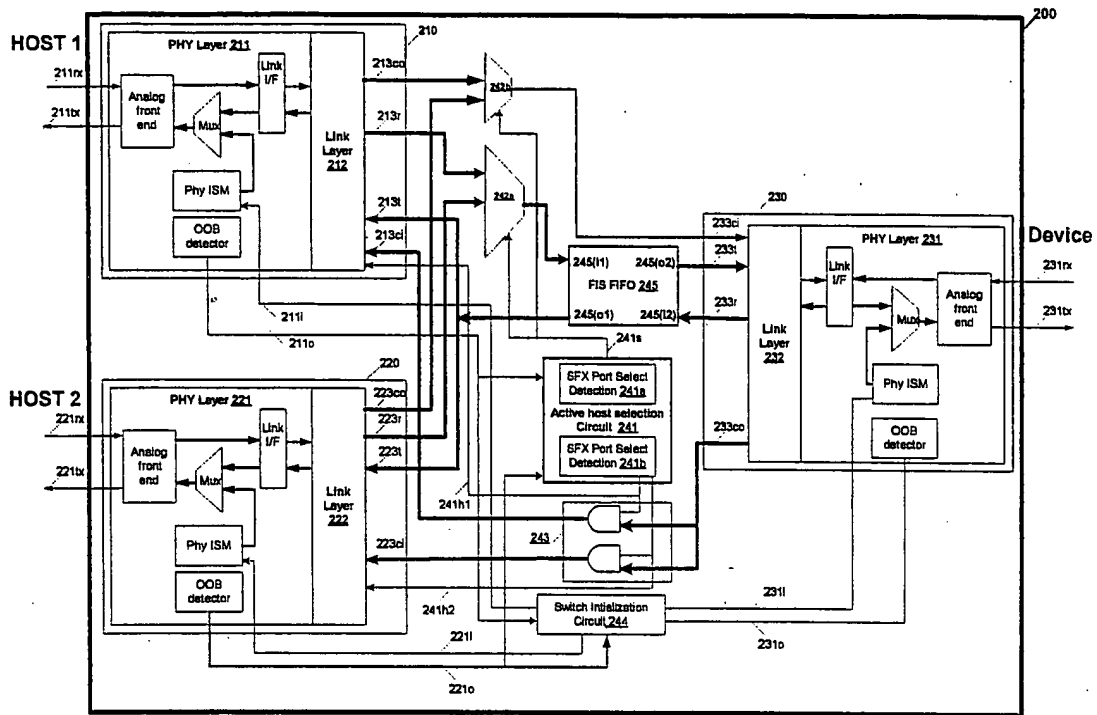 200
HOST 1
210
PHY Layer 211
211rx
211tx
Analog
front
end
Link
I/F
Mux
Phy ISM
OOB
detector
Link
Layer
212
213co
213r
213t
213ci
242b
242a
211i
211o
245(i1)
245(o2)
FIS FIFO 245
245(o1)
245(i2)
230
233ci
233t
233r
233co
PHY Layer 231
Device
231rx
231tx
Link
Layer
232
Link
I/F
Mux
Analog
front
end
Phy ISM
OOB
detector
241s
SFX Port Select
Detection 241a
Active host selection
Circuit 241
SFX Port Select
Detection 241b
HOST 2
220
PHY Layer 221
221rx
221tx
Analog
front
end
Link
I/F
Mux
Phy ISM
OOB
detector
Link
Layer
222
223co
223r
223t
223ci
241h1
241h2
243
Switch Intialization
Circuit 244
221i
221o
231i
231o